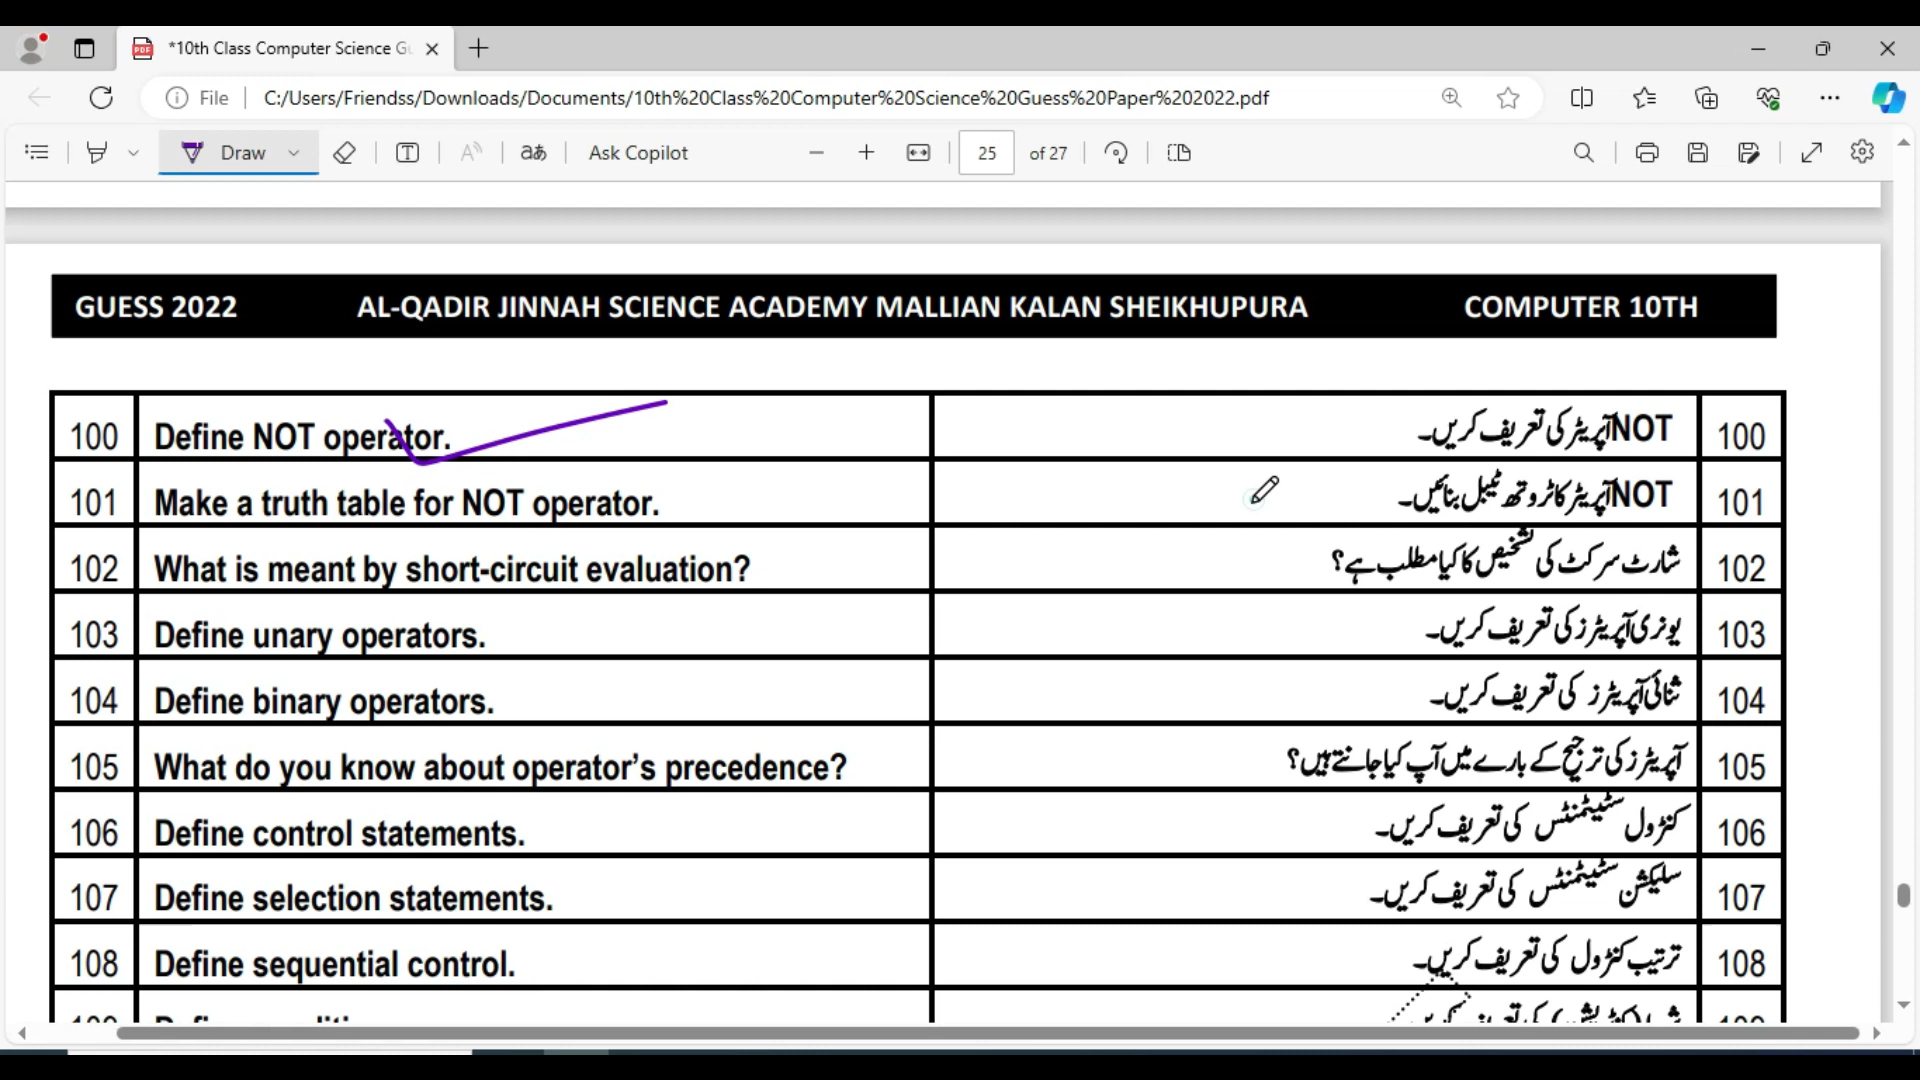 *10th Class Computer Science Gu
File
C:/Users/Friendss/Downloads/Documents/10th%20Class%20Computer%20Science%20Guess%20Paper%202022.pdf
Draw
Ask Copilot
25 of 27
GUESS 2022 AL-QADIR JINNAH SCIENCE ACADEMY MALLIAN KALAN SHEIKHUPURA COMPUTER 10TH
100 Define NOT operator. NOT آپریٹر کی تعریف کریں۔ 100
101 Make a truth table for NOT operator. NOT آپریٹر کا ٹروتھ ٹیبل بنائیں۔ 101
102 What is meant by short-circuit evaluation? شارٹ سرکٹ کی تشخیص کا کیا مطلب ہے؟ 102
103 Define unary operators. یونری آپریٹرز کی تعریف کریں۔ 103
104 Define binary operators. ثنائی آپریٹرز کی تعریف کریں۔ 104
105 What do you know about operator’s precedence? آپریٹرز کی ترجیح کے بارے میں آپ کیا جانتے ہیں؟ 105
106 Define control statements. کنٹرول سٹیٹمنٹس کی تعریف کریں۔ 106
107 Define selection statements. سلیکشن سٹیٹمنٹس کی تعریف کریں۔ 107
108 Define sequential control. ترتیب کنٹرول کی تعریف کریں۔ 108